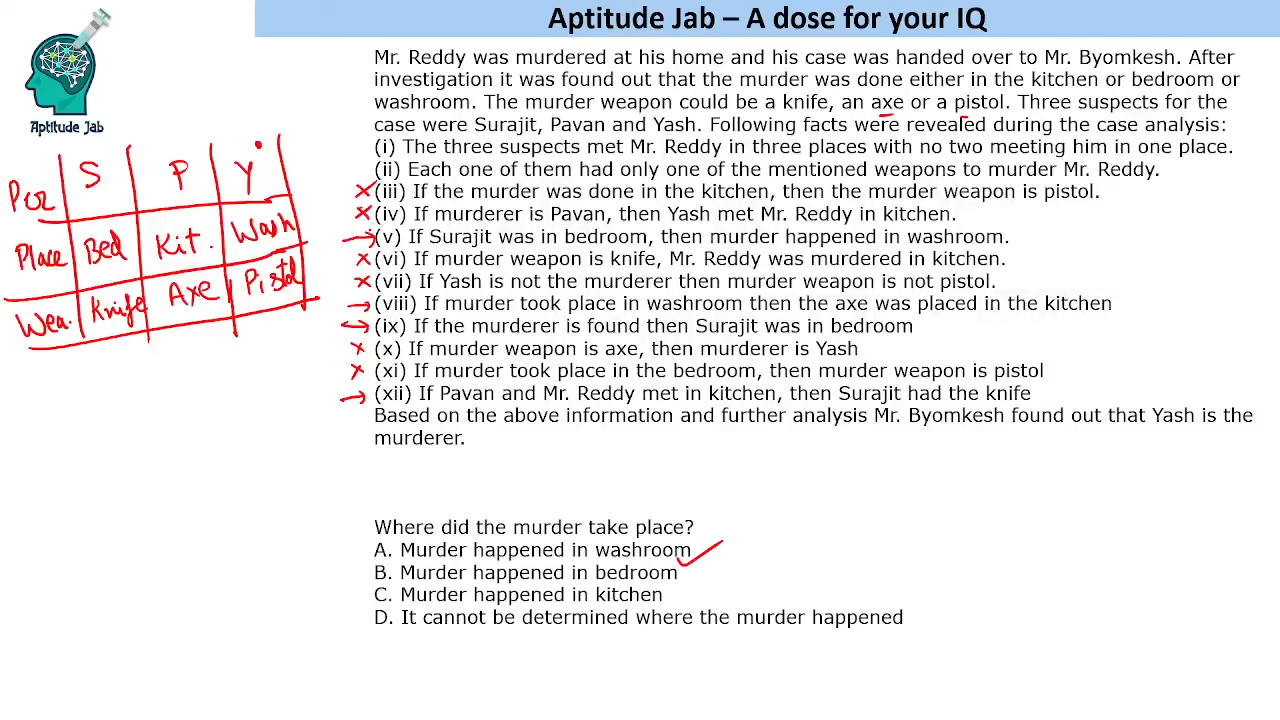 Aptitude Jab – A dose for your IQ
Aptitude Jab
Mr. Reddy was murdered at his home and his case was handed over to Mr. Byomkesh. After
investigation it was found out that the murder was done either in the kitchen or bedroom or
washroom. The murder weapon could be a knife, an axe or a pistol. Three suspects for the
case were Surajit, Pavan and Yash. Following facts were revealed during the case analysis:
(i) The three suspects met Mr. Reddy in three places with no two meeting him in one place.
(ii) Each one of them had only one of the mentioned weapons to murder Mr. Reddy.
(iii) If the murder was done in the kitchen, then the murder weapon is pistol.
(iv) If murderer is Pavan, then Yash met Mr. Reddy in kitchen.
(v) If Surajit was in bedroom, then murder happened in washroom.
(vi) If murder weapon is knife, Mr. Reddy was murdered in kitchen.
(vii) If Yash is not the murderer then murder weapon is not pistol.
(viii) If murder took place in washroom then the axe was placed in the kitchen
(ix) If the murderer is found then Surajit was in bedroom
(x) If murder weapon is axe, then murderer is Yash
(xi) If murder took place in the bedroom, then murder weapon is pistol
(xii) If Pavan and Mr. Reddy met in kitchen, then Surajit had the knife
Based on the above information and further analysis Mr. Byomkesh found out that Yash is the
murderer.
Per S P Y
Place Bed Kit. Wash
Wea. Knife Axe Pistol
Where did the murder take place?
A. Murder happened in washroom
B. Murder happened in bedroom
C. Murder happened in kitchen
D. It cannot be determined where the murder happened